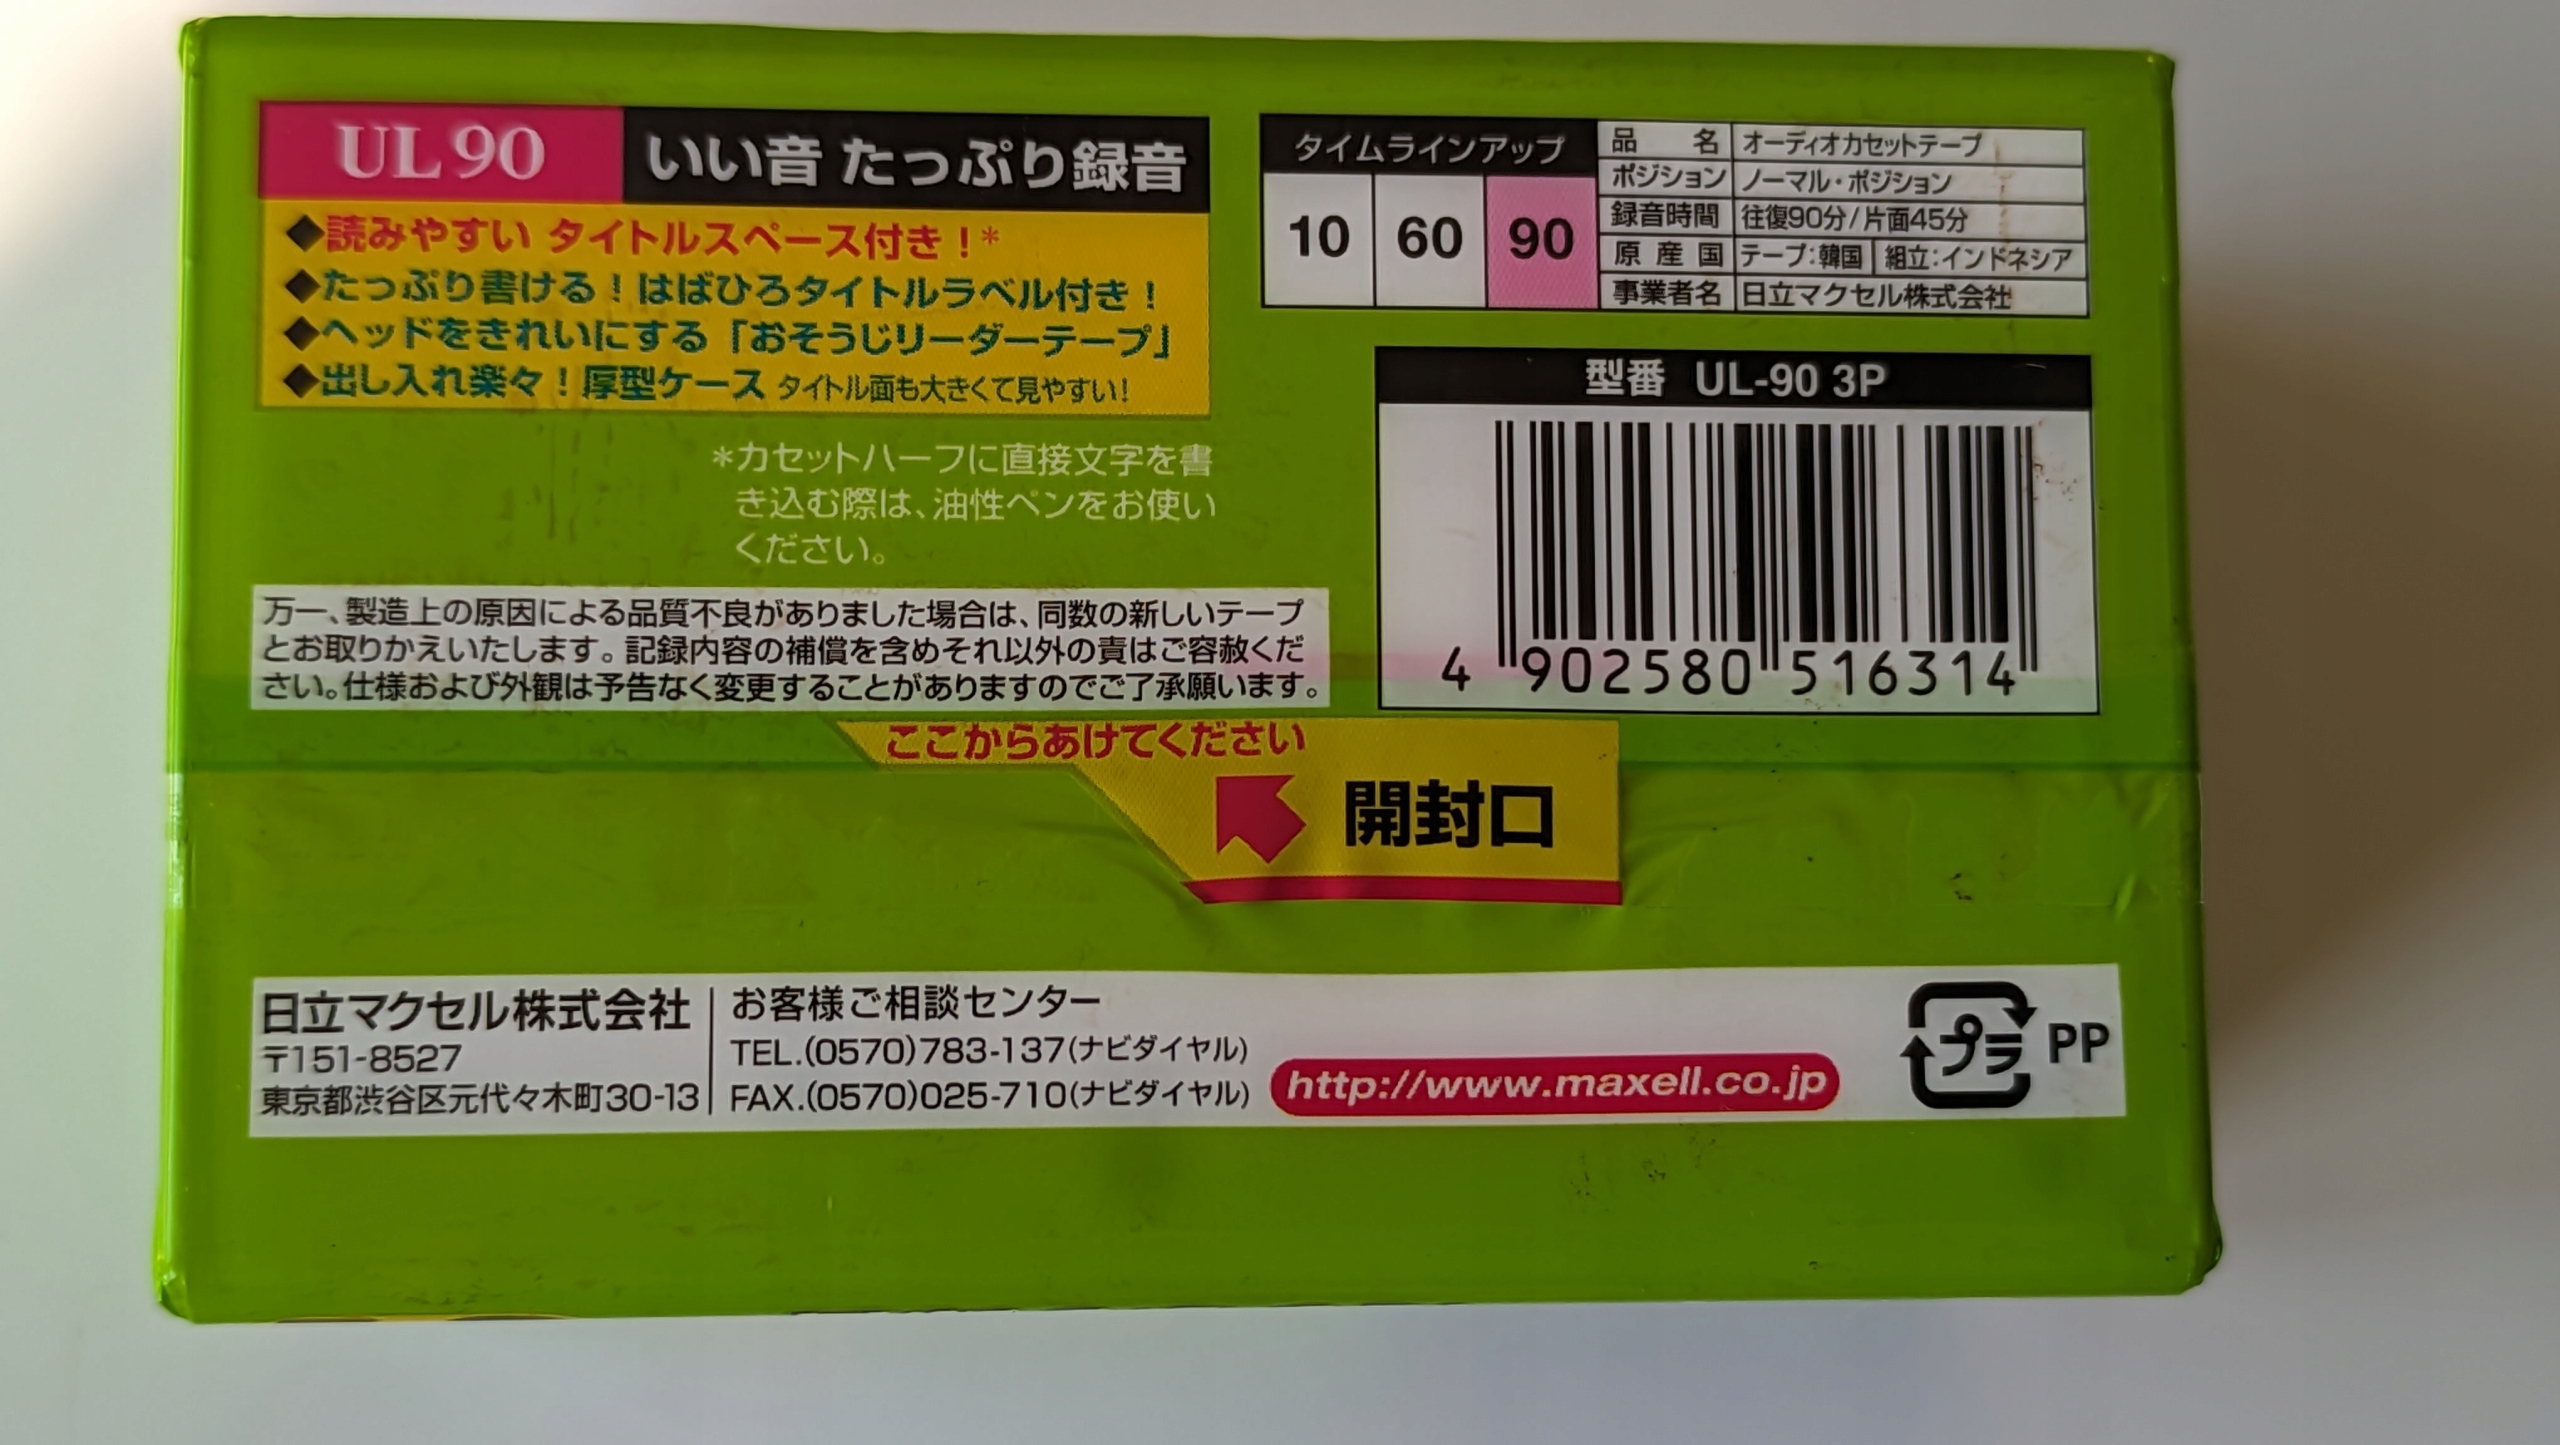 UL 90 いい音 たっぷり録音
◆読みやすい タイトルスペース付き！*
◆たっぷり書ける！はばひろタイトルラベル付き！
◆ヘッドをきれいにする「おそうじリーダーテープ」
◆出し入れ楽々！厚型ケース タイトル面も大きくて見やすい！
*カセットハーフに直接文字を書
き込む際は、油性ペンをお使い
ください。
万一、製造上の原因による品質不良がありました場合は、同数の新しいテープ
とお取りかえいたします。記録内容の補償を含めそれ以外の責はご容赦くだ
さい。仕様および外観は予告なく変更することがありますのでご了承願います。
タイムラインアップ
10 60 90
品名 オーディオカセットテープ
ポジション ノーマル・ポジション
録音時間 往復90分/片面45分
原産国 テープ：韓国 組立：インドネシア
事業者名 日立マクセル株式会社
型番 UL-90 3P
4 902580 516314
ここからあけてください
開封口
日立マクセル株式会社
〒151-8527
東京都渋谷区元代々木町30-13
お客様ご相談センター
TEL.(0570)783-137(ナビダイヤル)
FAX.(0570)025-710(ナビダイヤル)
http://www.maxell.co.jp
プラ PP